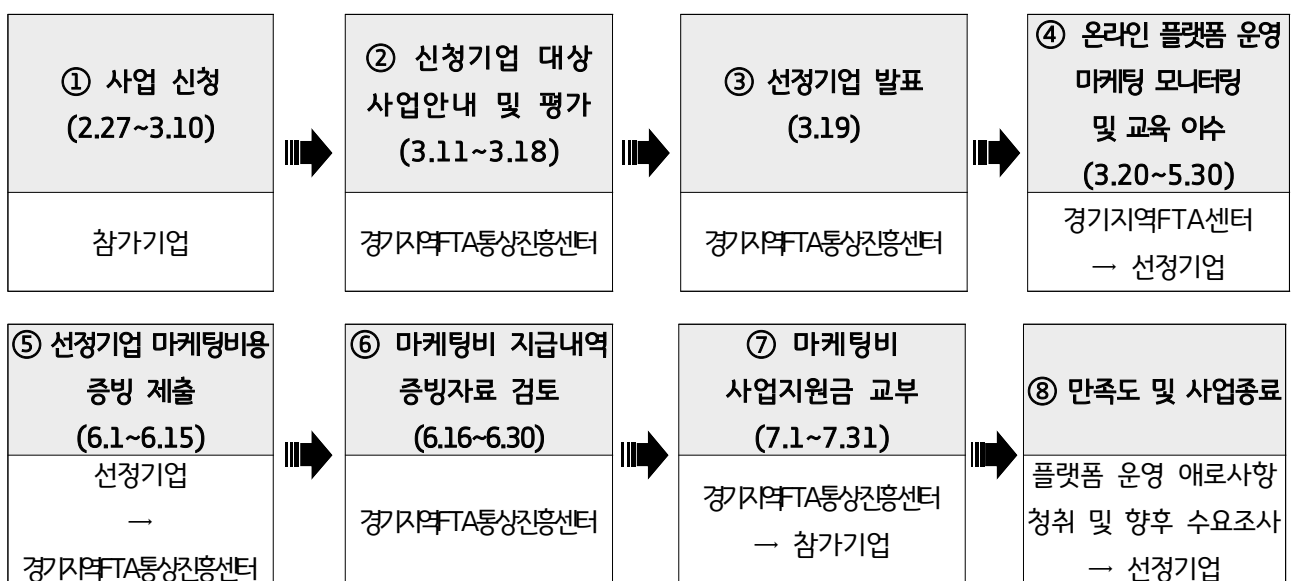 ① 사업 신청
(2.27~3.10)
참가기업
② 신청기업 대상
사업안내 및 평가
(3.11~3.18)
경기지역FTA통상진흥센터
③ 선정기업 발표
(3.19)
경기지역FTA통상진흥센터
④ 온라인 플랫폼 운영
마케팅 모니터링
및 교육 이수
(3.20~5.30)
경기지역FTA센터
→ 선정기업
⑤ 선정기업 마케팅비용
증빙 제출
(6.1~6.15)
선정기업
→
경기지역FTA통상진흥센터
⑥ 마케팅비 지급내역
증빙자료 검토
(6.16~6.30)
경기지역FTA통상진흥센터
⑦ 마케팅비
사업지원금 교부
(7.1~7.31)
경기지역FTA통상진흥센터
→ 참가기업
⑧ 만족도 및 사업종료
플랫폼 운영 애로사항
청취 및 향후 수요조사
→ 선정기업